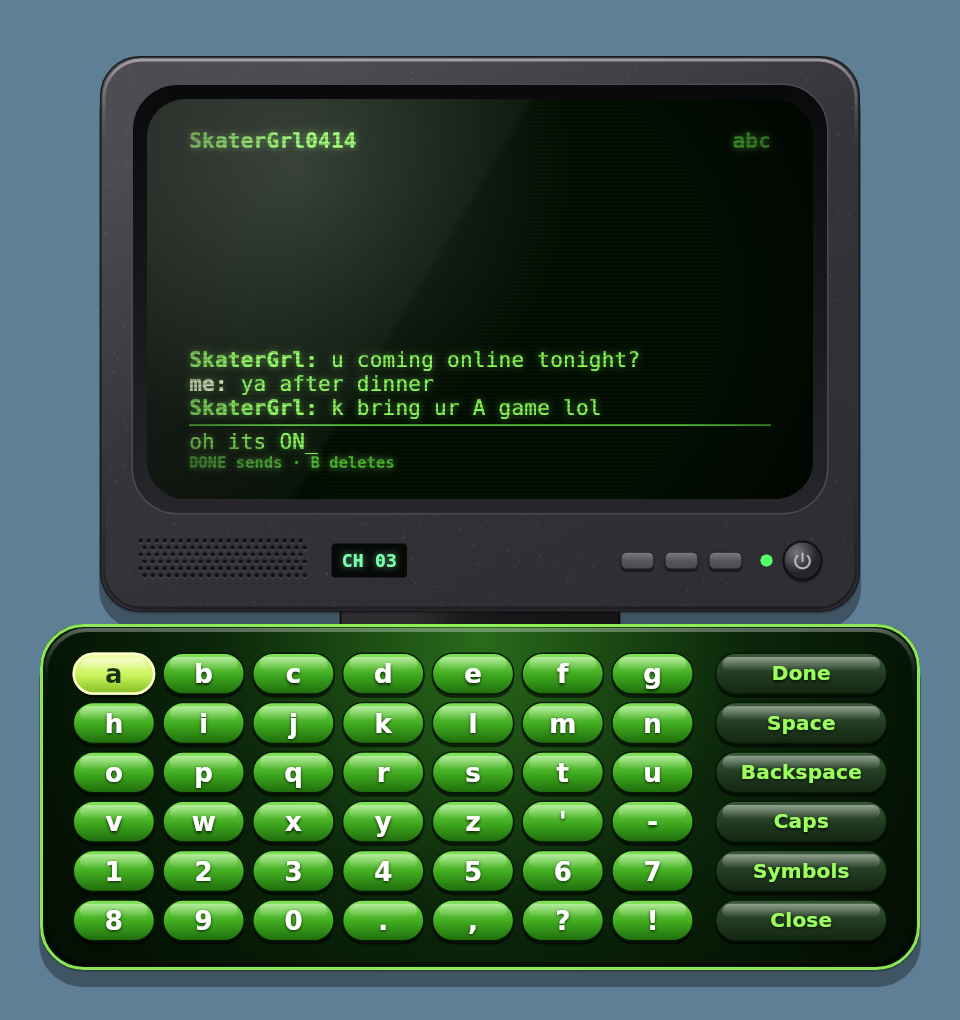 SkaterGrl0414 abc
SkaterGrl: u coming online tonight?
me: ya after dinner
SkaterGrl: k bring ur A game lol
oh its ON_
DONE sends · B deletes
CH 03
a b c d e f g Done
h i j k l m n Space
o p q r s t u Backspace
v w x y z ' - Caps
1 2 3 4 5 6 7 Symbols
8 9 0 . , ? ! Close